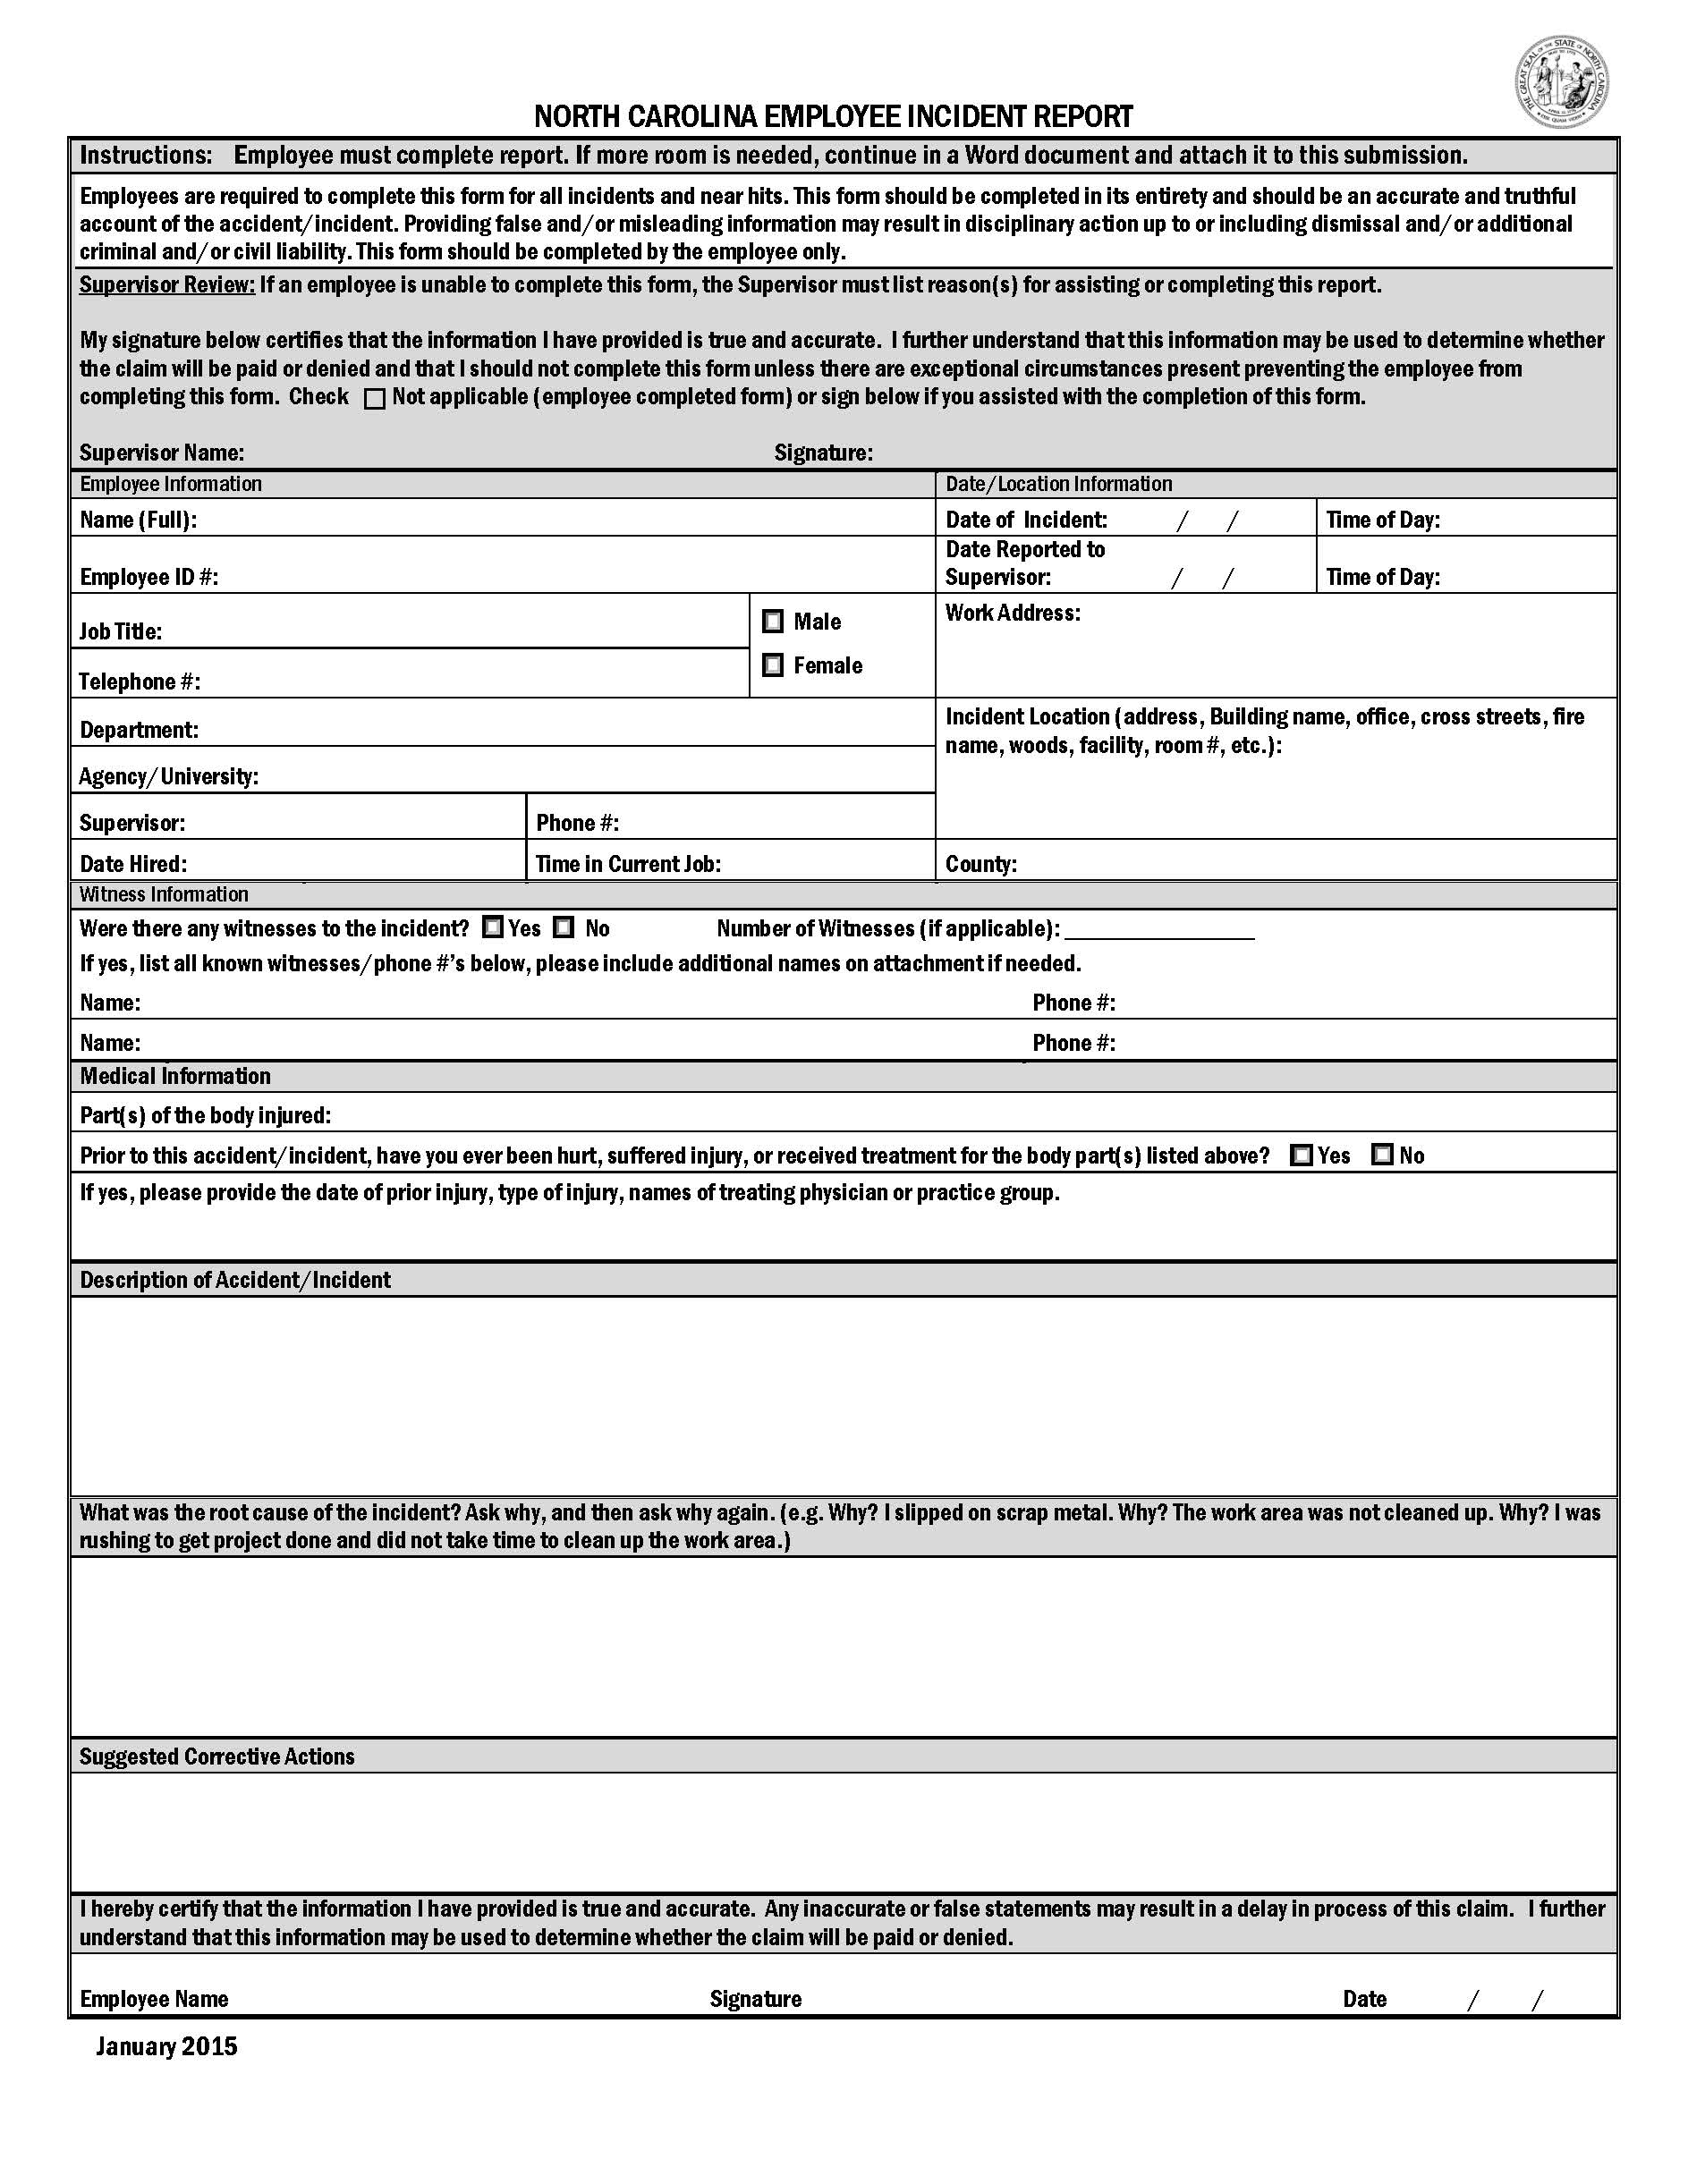 THE GREAT SEAL OF THE STATE OF NORTH CAROLINA
NORTH CAROLINA EMPLOYEE INCIDENT REPORT
Instructions: Employee must complete report. If more room is needed, continue in a Word document and attach it to this submission.
Employees are required to complete this form for all incidents and near hits. This form should be completed in its entirety and should be an accurate and truthful
account of the accident/incident. Providing false and/or misleading information may result in disciplinary action up to or including dismissal and/or additional
criminal and/or civil liability. This form should be completed by the employee only.
Supervisor Review: If an employee is unable to complete this form, the Supervisor must list reason(s) for assisting or completing this report.
My signature below certifies that the information I have provided is true and accurate. I further understand that this information may be used to determine whether
the claim will be paid or denied and that I should not complete this form unless there are exceptional circumstances present preventing the employee from
completing this form. Check ☐ Not applicable (employee completed form) or sign below if you assisted with the completion of this form.
Supervisor Name: Signature:
Employee Information Date/Location Information
Name (Full): Date of Incident: / / Time of Day:
Date Reported to
Employee ID #: Supervisor: / / Time of Day:
Job Title: ☐ Male Work Address:
Telephone #: ☐ Female
Department: Incident Location (address, Building name, office, cross streets, fire
name, woods, facility, room #, etc.):
Agency/University:
Supervisor: Phone #:
Date Hired: Time in Current Job: County:
Witness Information
Were there any witnesses to the incident? ☐ Yes ☐ No Number of Witnesses (if applicable): ________________
If yes, list all known witnesses/phone #’s below, please include additional names on attachment if needed.
Name: Phone #:
Name: Phone #:
Medical Information
Part(s) of the body injured:
Prior to this accident/incident, have you ever been hurt, suffered injury, or received treatment for the body part(s) listed above? ☐ Yes ☐ No
If yes, please provide the date of prior injury, type of injury, names of treating physician or practice group.
Description of Accident/Incident
What was the root cause of the incident? Ask why, and then ask why again. (e.g. Why? I slipped on scrap metal. Why? The work area was not cleaned up. Why? I was
rushing to get project done and did not take time to clean up the work area.)
Suggested Corrective Actions
I hereby certify that the information I have provided is true and accurate. Any inaccurate or false statements may result in a delay in process of this claim. I further
understand that this information may be used to determine whether the claim will be paid or denied.
Employee Name Signature Date / /
January 2015